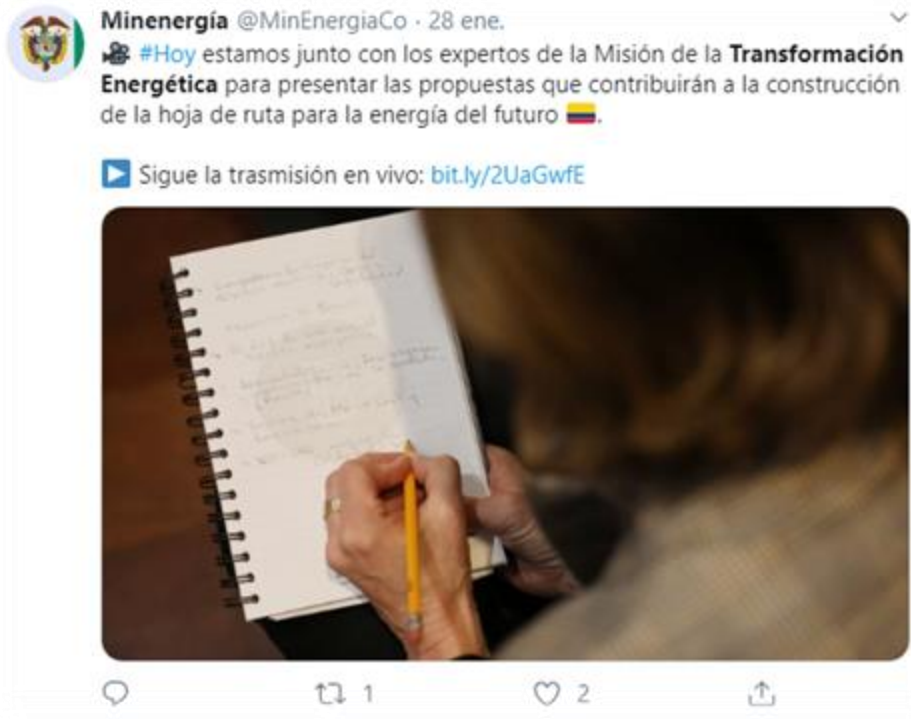 Minenergía @MinEnergiaCo · 28 ene.
#Hoy estamos junto con los expertos de la Misión de la Transformación
Energética para presentar las propuestas que contribuirán a la construcción
de la hoja de ruta para la energía del futuro 🇨🇴.
Sigue la trasmisión en vivo: bit.ly/2UaGwfE
1 2